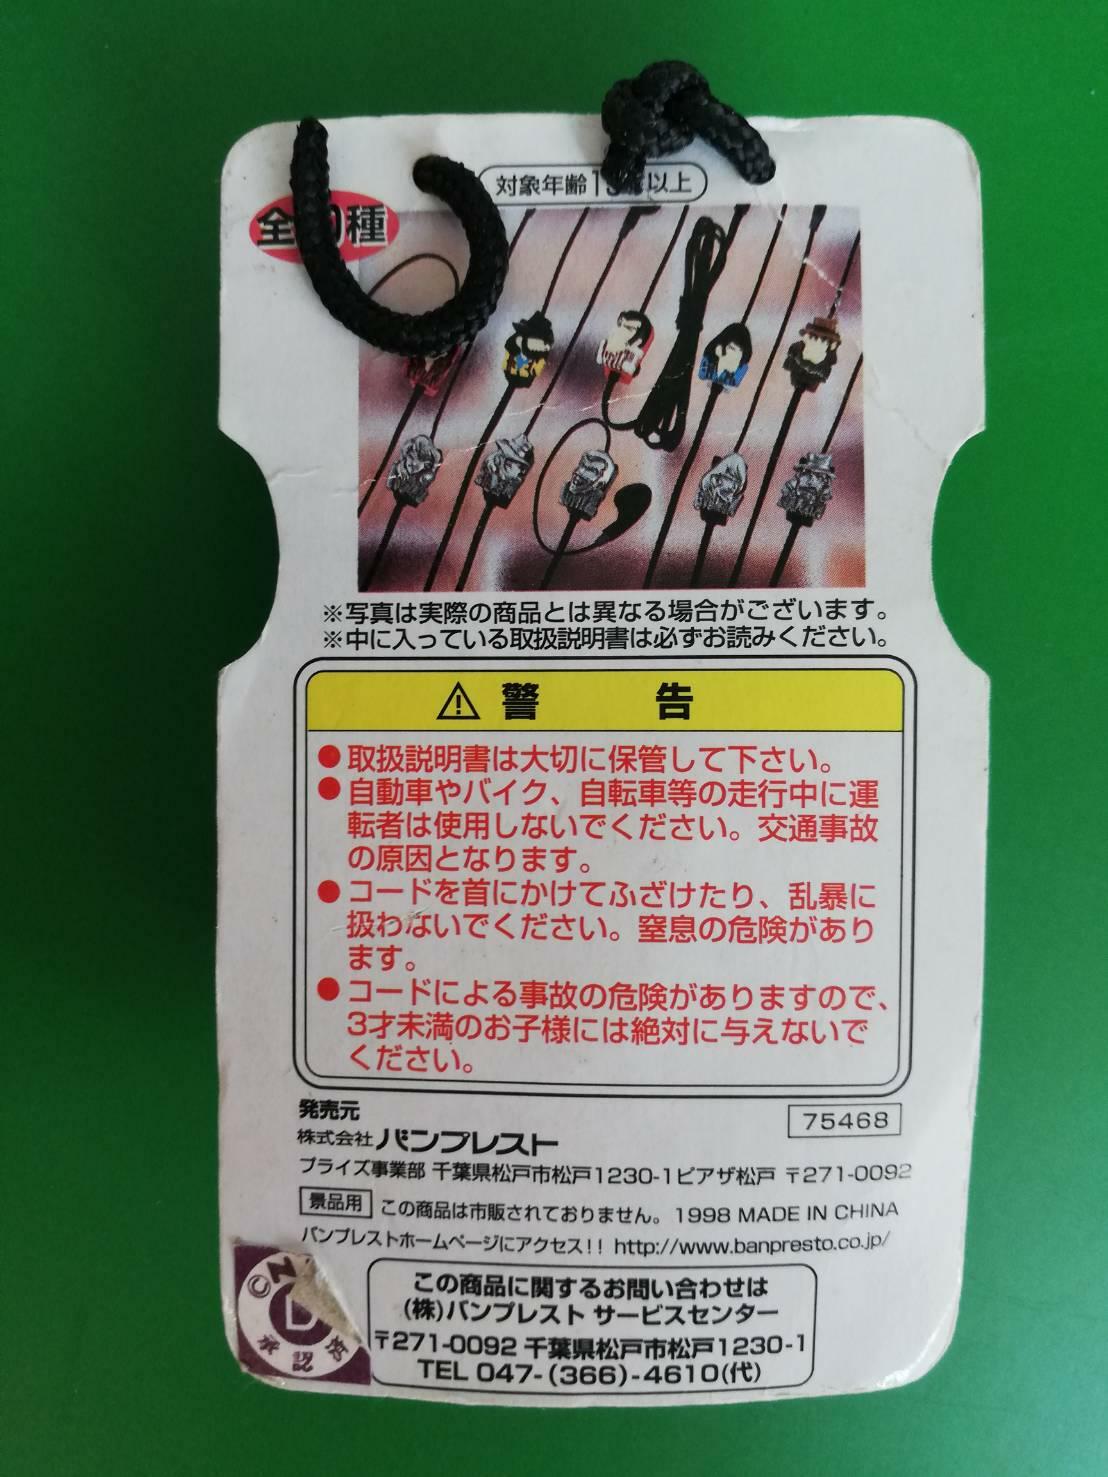 対象年齢1 以上
全 種
※写真は実際の商品とは異なる場合がございます。
※中に入っている取扱説明書は必ずお読みください。
警 告
●取扱説明書は大切に保管して下さい。
●自動車やバイク、自転車等の走行中に運
転者は使用しないでください。交通事故
の原因となります。
●コードを首にかけてふざけたり、乱暴に
扱わないでください。窒息の危険があり
ます。
●コードによる事故の危険がありますので、
3才未満のお子様には絶対に与えないで
ください。
発売元
株式会社 バンプレスト
75468
プライズ事業部 千葉県松戸市松戸1230-1ピアザ松戸 〒271-0092
景品用 この商品は市販されておりません。1998 MADE IN CHINA
バンプレストホームページにアクセス!! http://www.banpresto.co.jp/
この商品に関するお問い合わせは
(株)バンプレスト サービスセンター
〒271-0092 千葉県松戸市松戸1230-1
TEL 047-(366)-4610(代)
©
承認